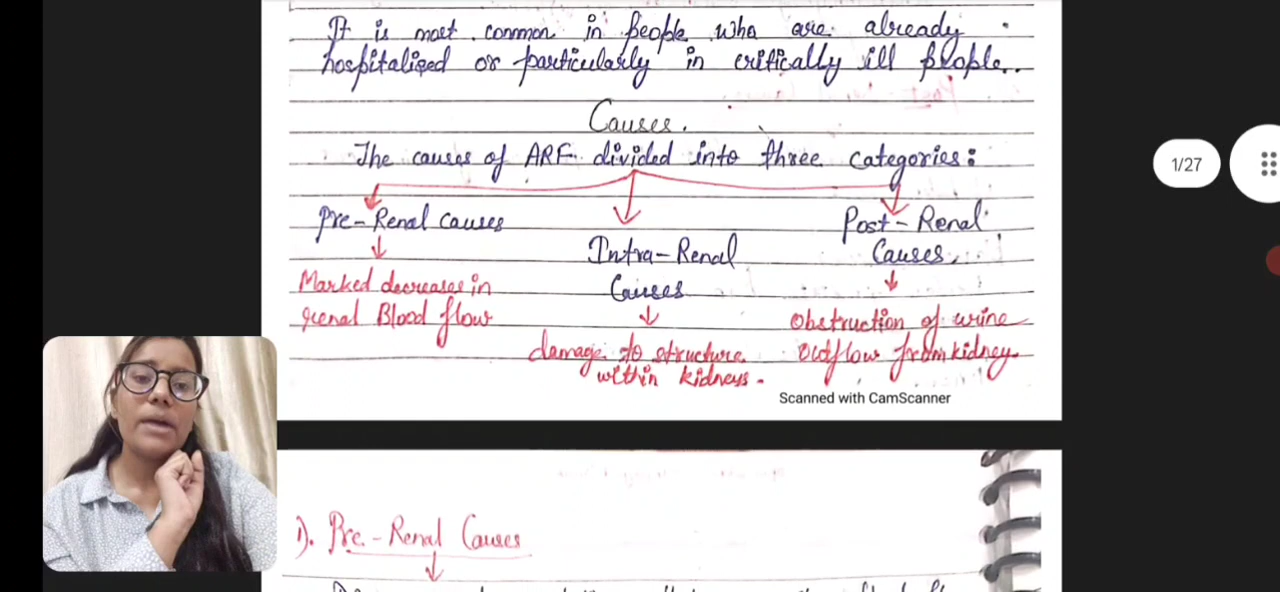 It is most common in people who are already
hospitalized or particularly in critically ill people..
Causes.
The causes of ARF divided into three categories:
Pre-Renal causes
Intra-Renal
Causes
Post-Renal
Causes.
Marked decreases in
renal Blood flow
damage to structure
within kidneys.
Obstruction of urine
outflow from kidney.
Scanned with CamScanner
1/27
1). Pre-Renal Causes